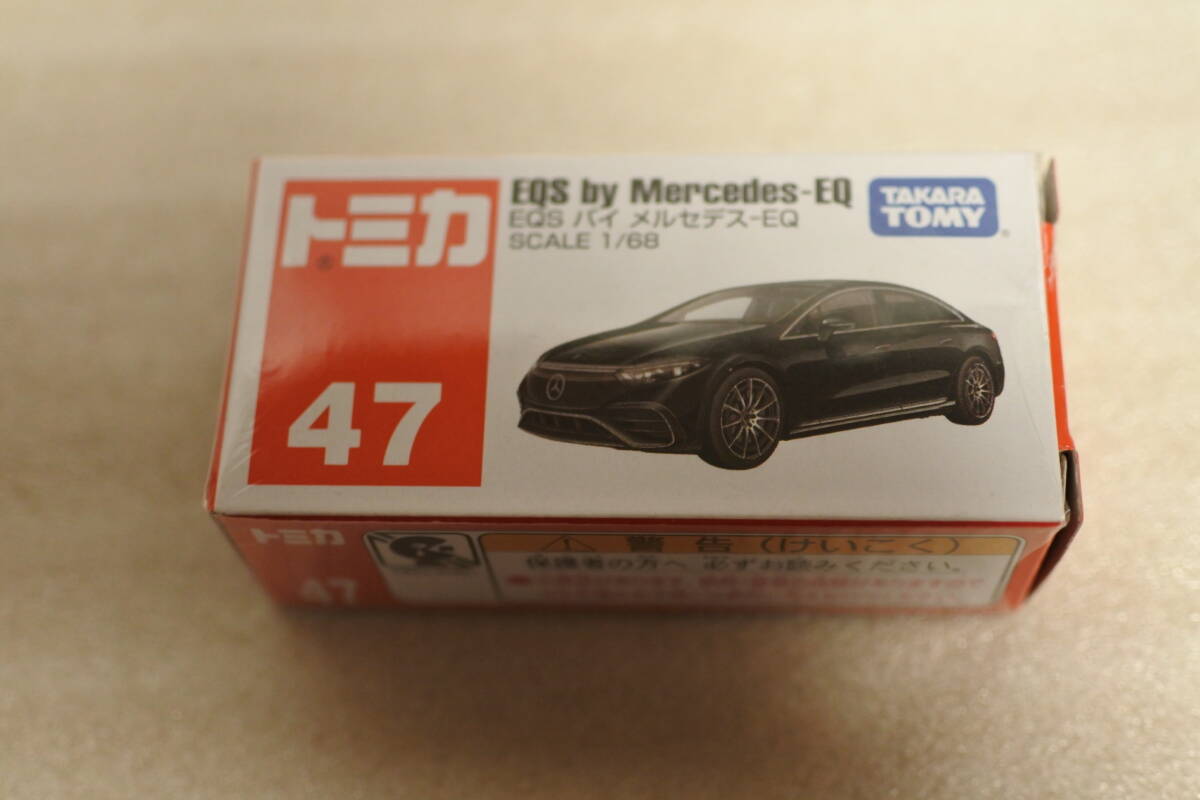 トミカ®
47
EQS by Mercedes-EQ
EQS バイ メルセデス-EQ
SCALE 1/68
TAKARA
TOMY®
トミカ
47
⚠ 警告(けいこく)
保護者の方へ 必ずお読みください。